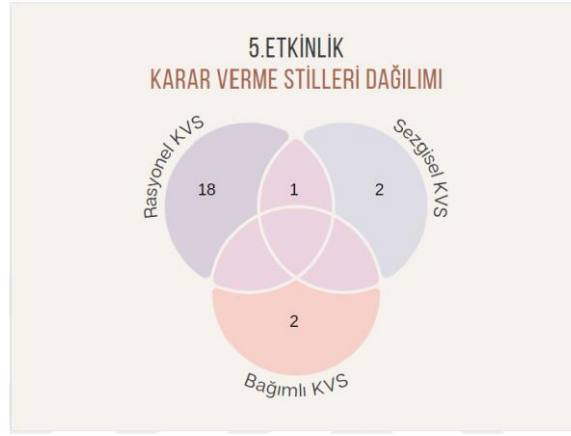 5.ETKİNLİK
KARAR VERME STİLLERİ DAĞILIMI
Rasyonel KVS
Sezgisel KVS
18
1
2
2
Bağımlı KVS